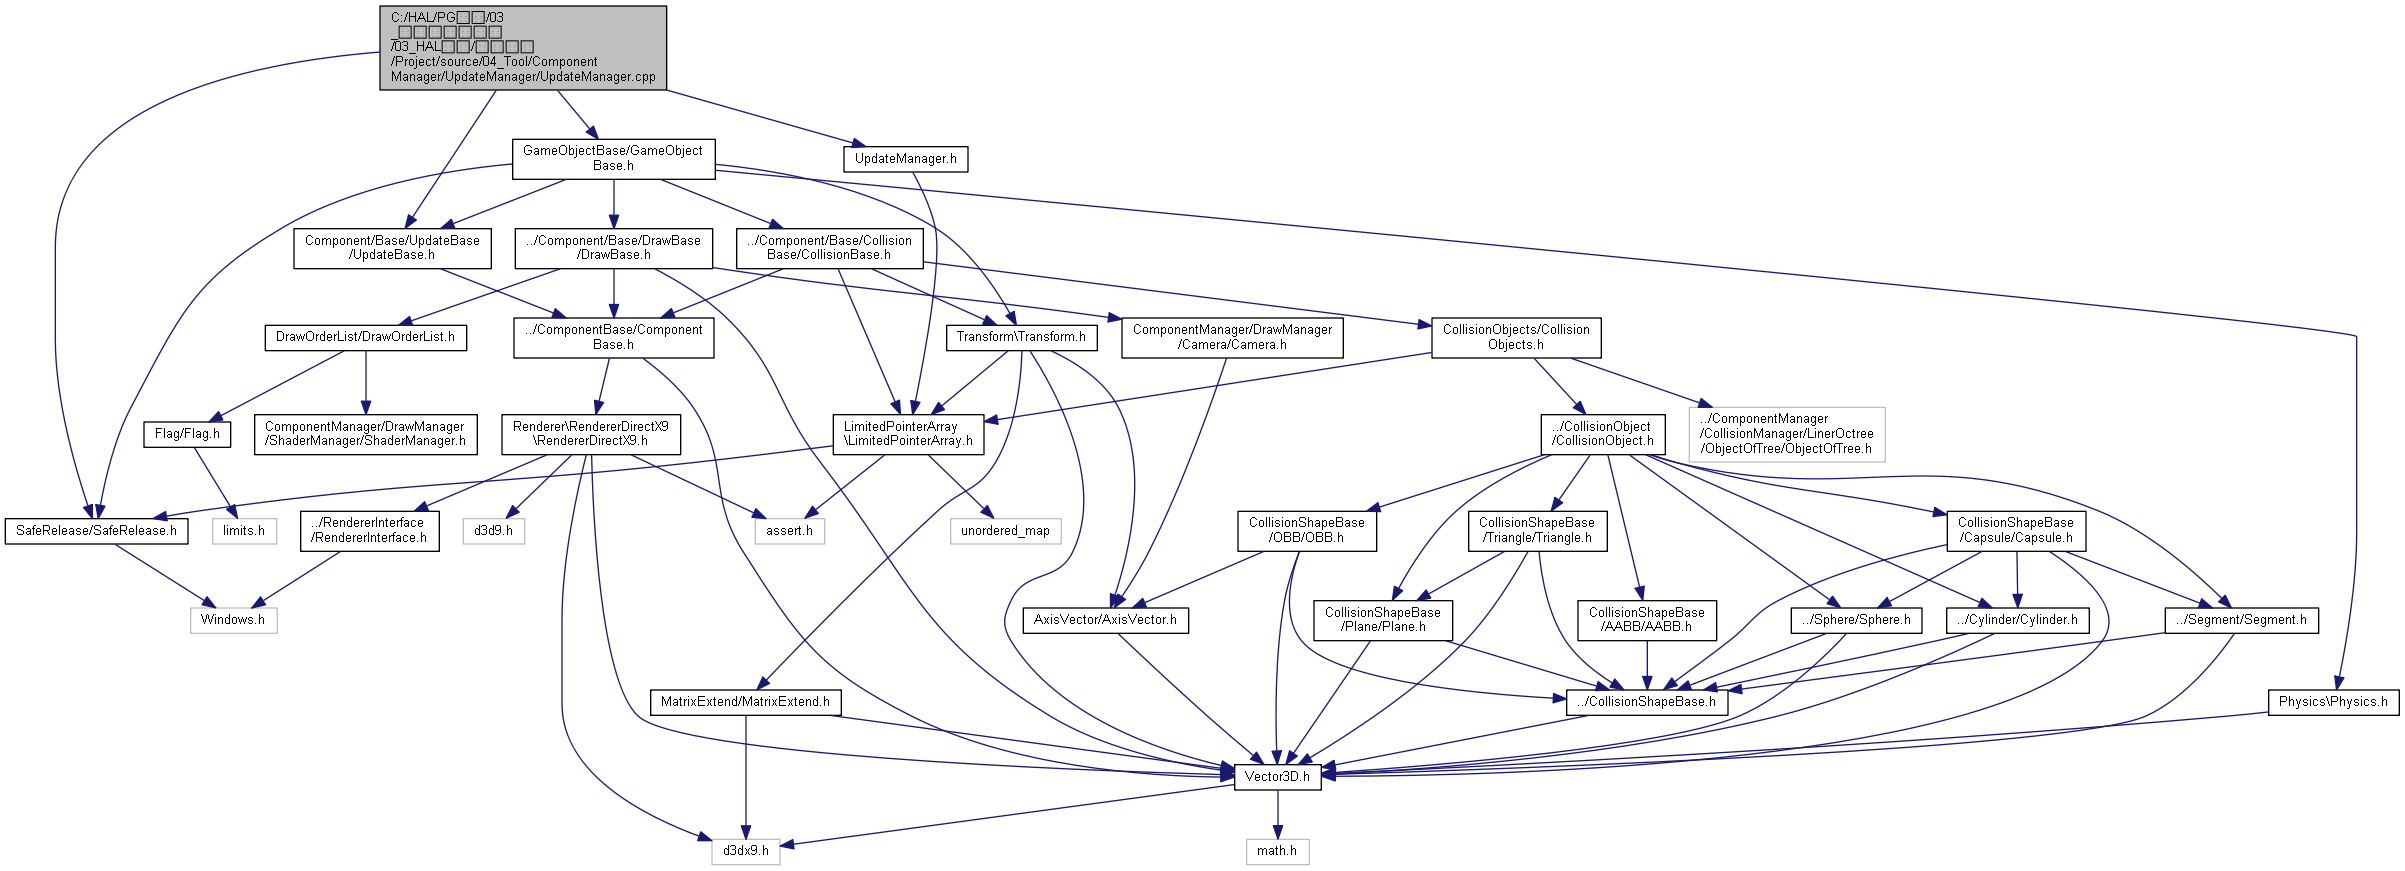 C:/HAL/PG□□/03
_□□□□□□□
/03_HAL□□/□□□□
/Project/source/04_Tool/Component
Manager/UpdateManager/UpdateManager.cpp
GameObjectBase/GameObject
Base.h
UpdateManager.h
Component/Base/UpdateBase
/UpdateBase.h
../Component/Base/DrawBase
/DrawBase.h
../Component/Base/Collision
Base/CollisionBase.h
DrawOrderList/DrawOrderList.h
../ComponentBase/Component
Base.h
Transform\Transform.h
ComponentManager/DrawManager
/Camera/Camera.h
CollisionObjects/Collision
Objects.h
Flag/Flag.h
ComponentManager/DrawManager
/ShaderManager/ShaderManager.h
Renderer\RendererDirectX9
\RendererDirectX9.h
LimitedPointerArray
\LimitedPointerArray.h
../CollisionObject
/CollisionObject.h
../ComponentManager
/CollisionManager/LinerOctree
/ObjectOfTree/ObjectOfTree.h
SafeRelease/SafeRelease.h
limits.h
../RendererInterface
/RendererInterface.h
d3d9.h
assert.h
unordered_map
CollisionShapeBase
/OBB/OBB.h
CollisionShapeBase
/Triangle/Triangle.h
CollisionShapeBase
/Capsule/Capsule.h
Windows.h
AxisVector/AxisVector.h
CollisionShapeBase
/Plane/Plane.h
CollisionShapeBase
/AABB/AABB.h
../Sphere/Sphere.h
../Cylinder/Cylinder.h
../Segment/Segment.h
MatrixExtend/MatrixExtend.h
../CollisionShapeBase.h
Physics\Physics.h
Vector3D.h
d3dx9.h
math.h